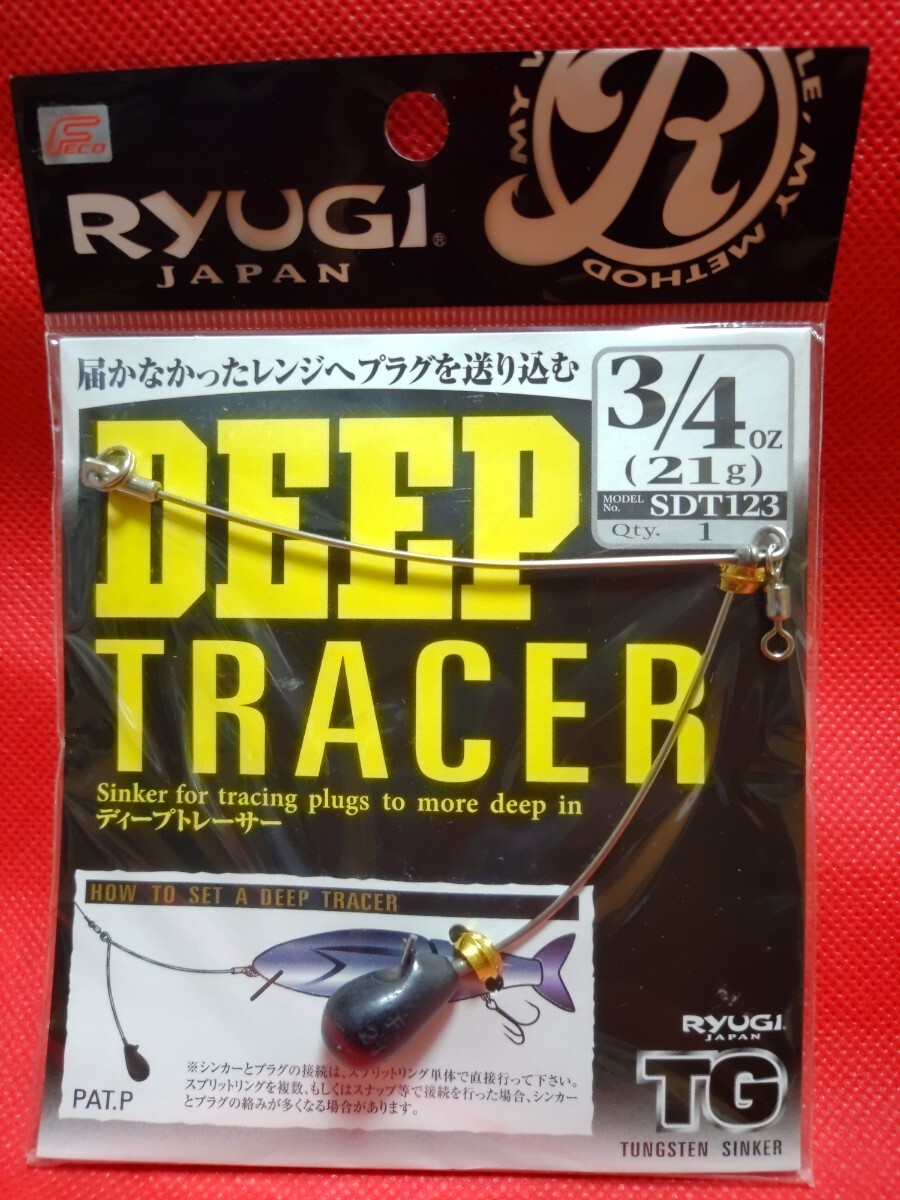 FECO
RYUGI®
JAPAN
R
MY METHOD
届かなかったレンジへプラグを送り込む
3/4 OZ
(21g)
MODEL No. SDT123
Qty. 1
DEEP
TRACER
Sinker for tracing plugs to more deep in
ディープトレーサー
HOW TO SET A DEEP TRACER
※シンカーとプラグの接続は、スプリットリング単体で直接行って下さい。
スプリットリングを複数、もしくはスナップ等で接続を行った場合、シンカー
とプラグの絡みが多くなる場合があります。
PAT.P
RYUGI
JAPAN
TG
TUNGSTEN SINKER